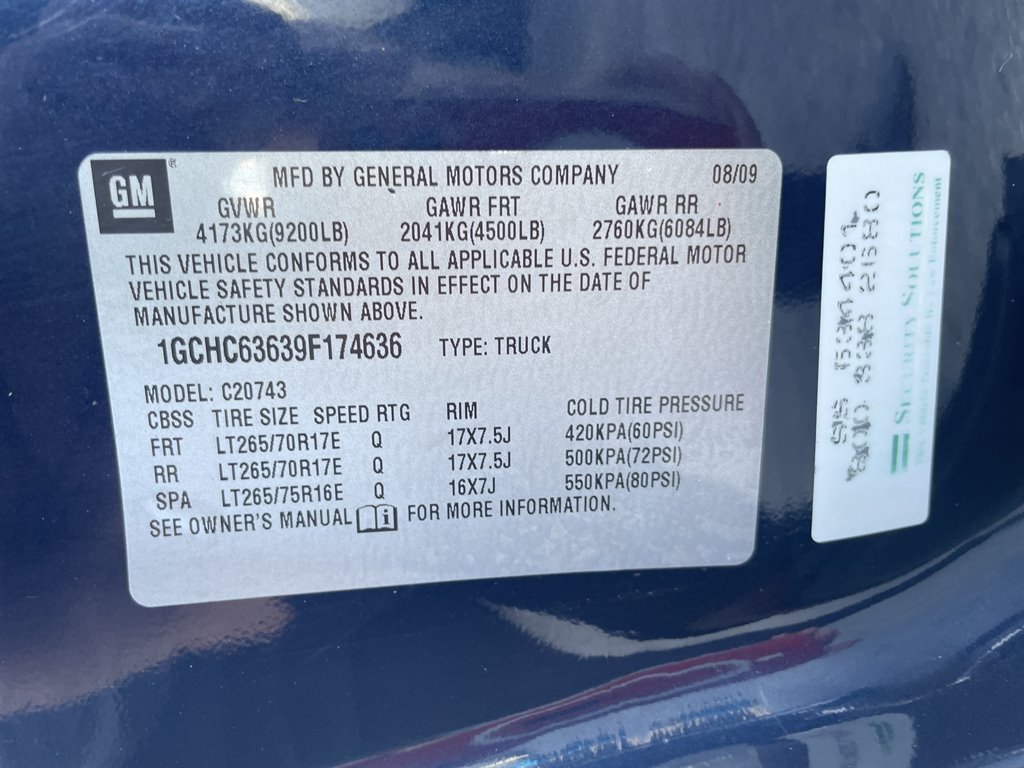 GM ®
MFD BY GENERAL MOTORS COMPANY 08/09
GVWR GAWR FRT GAWR RR
4173KG(9200LB) 2041KG(4500LB) 2760KG(6084LB)
THIS VEHICLE CONFORMS TO ALL APPLICABLE U.S. FEDERAL MOTOR
VEHICLE SAFETY STANDARDS IN EFFECT ON THE DATE OF
MANUFACTURE SHOWN ABOVE.
1GCHC63639F174636 TYPE: TRUCK
MODEL: C20743
CBSS TIRE SIZE SPEED RTG RIM COLD TIRE PRESSURE
FRT LT265/70R17E Q 17X7.5J 420KPA(60PSI)
RR LT265/70R17E Q 17X7.5J 500KPA(72PSI)
SPA LT265/75R16E Q 16X7J 550KPA(80PSI)
SEE OWNER'S MANUAL i FOR MORE INFORMATION.
SECURITY SOLUTIONS
Law Enforcement